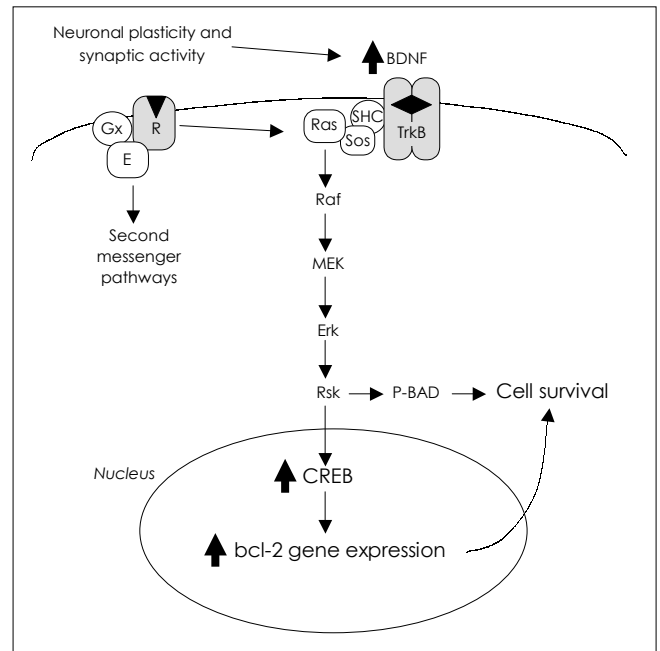 Neuronal plasticity and
synaptic activity
BDNF
Gx
R
E
Ras
SHC
Sos
TrkB
Second
messenger
pathways
Raf
MEK
Erk
Rsk
P-BAD
Cell survival
Nucleus
CREB
bcl-2 gene expression